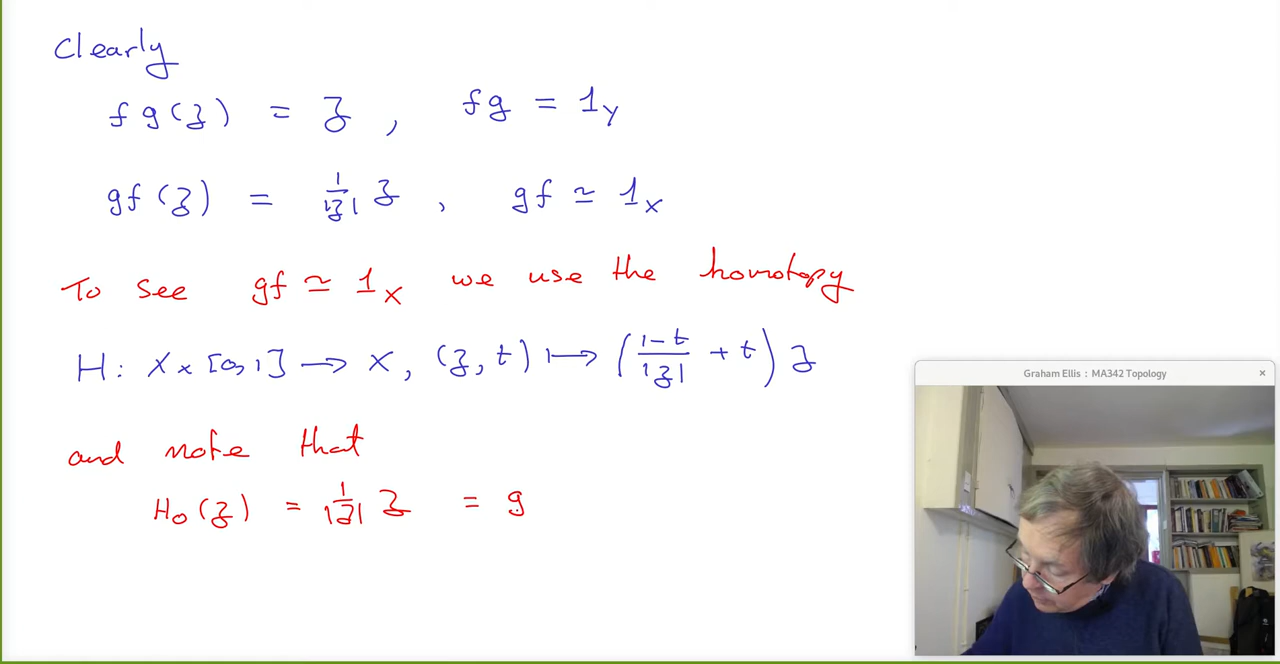 Clearly
fg(z) = z, fg = 1_Y
gf(z) = 1/|z| z, gf ≃ 1_X
To see gf ≃ 1_X we use the homotopy
H: X × [0,1] → X, (z,t) ↦ ((1-t)/|z| + t) z
and note that
H_0(z) = 1/|z| z = g
Graham Ellis : MA342 Topology